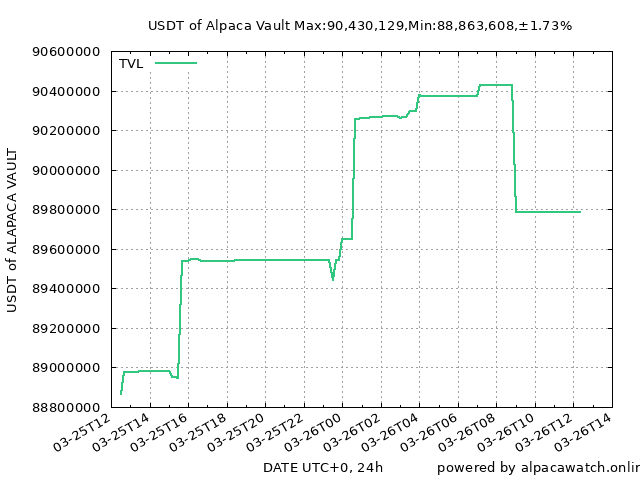 USDT of Alpaca Vault Max:90,430,129,Min:88,863,608,±1.73%
TVL
90600000
90400000
90200000
90000000
89800000
89600000
89400000
89200000
89000000
88800000
USDT of ALAPACA VAULT
03-25T12
03-25T14
03-25T16
03-25T18
03-25T20
03-25T22
03-26T00
03-26T02
03-26T04
03-26T06
03-26T08
03-26T10
03-26T12
03-26T14
DATE UTC+0, 24h
powered by alpacawatch.onlin